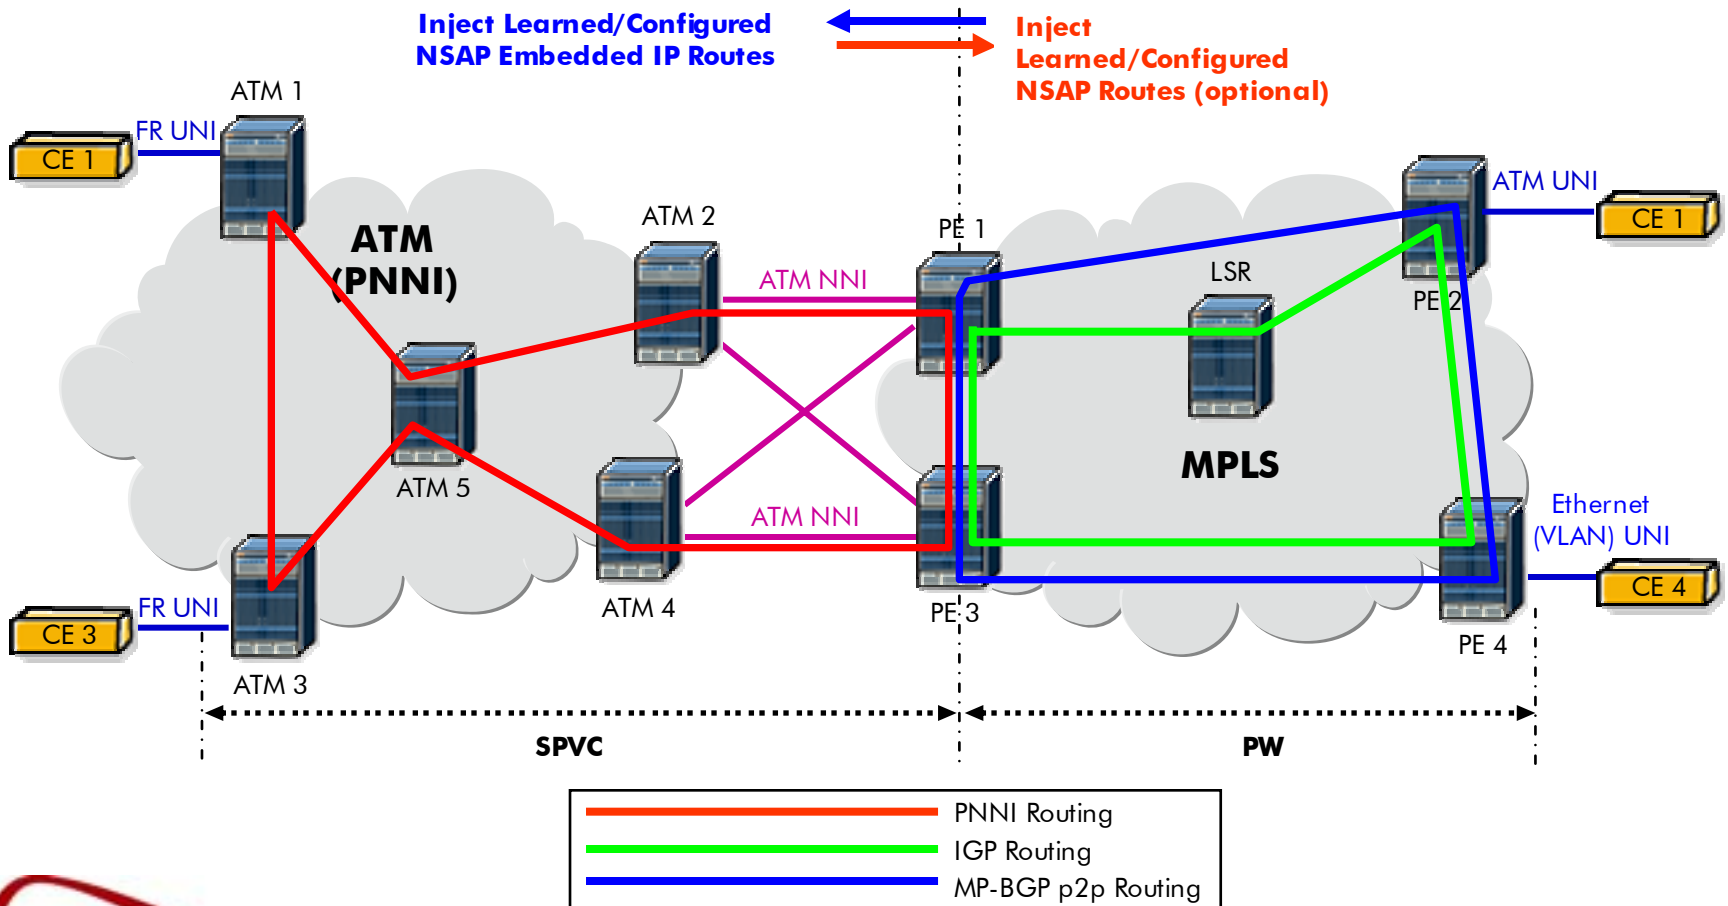 Inject Learned/Configured
NSAP Embedded IP Routes
Inject
Learned/Configured
NSAP Routes (optional)
ATM 1
FR UNI
CE 1
ATM
(PNNI)
ATM 2
ATM NNI
PE 1
LSR
PE 2
ATM UNI
CE 1
ATM 5
MPLS
ATM NNI
ATM 4
PE 3
Ethernet
(VLAN) UNI
CE 4
PE 4
FR UNI
CE 3
ATM 3
SPVC
PW
PNNI Routing
IGP Routing
MP-BGP p2p Routing